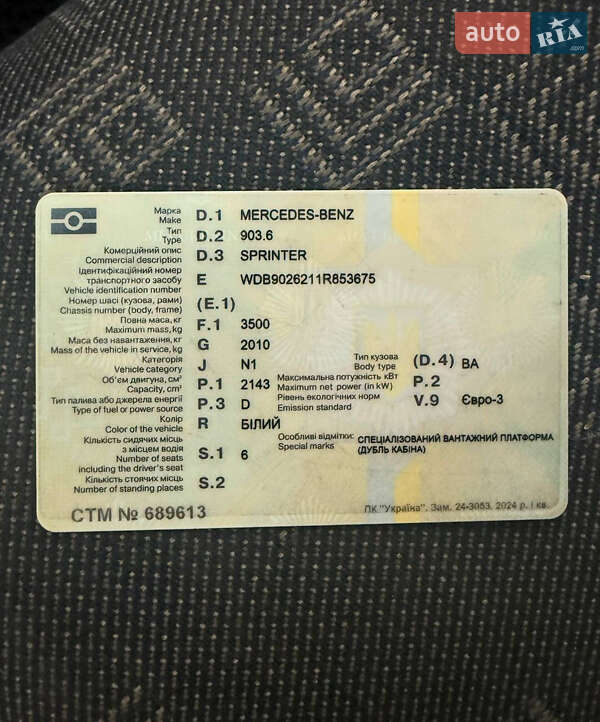 auto RIA.com
Марка
Make D.1 MERCEDES-BENZ
Тип
Type D.2 903.6
Комерційний опис
Commercial description D.3 SPRINTER
Ідентифікаційний номер
транспортного засобу
Vehicle identification number E WDB9026211R853675
Номер шасі (кузова, рами)
Chassis number (body, frame) (E.1)
Повна маса, кг
Maximum mass, kg F.1 3500
Маса без навантаження, кг
Mass of the vehicle in service, kg G 2010
Категорія
Vehicle category J N1
Тип кузова
Body type (D.4) ВА
Об'єм двигуна, см³
Capacity, cm³ P.1 2143
Максимальна потужність кВт
Maximum net power (in kW) P.2
Тип палива або джерела енергії
Type of fuel or power source P.3 D
Рівень екологічних норм
Emission standard V.9 Євро-3
Колір
Color of the vehicle R БІЛИЙ
Кількість сидячих місць
з місцем водія
Number of seats
including the driver's seat S.1 6
Особливі відмітки:
Special marks
СПЕЦІАЛІЗОВАНИЙ ВАНТАЖНИЙ ПЛАТФОРМА
(ДУБЛЬ КАБІНА)
Кількість стоячих місць
Number of standing places S.2
СТМ № 689613
ПК "Україна". Зам. 24-3053. 2024 р. І кв.